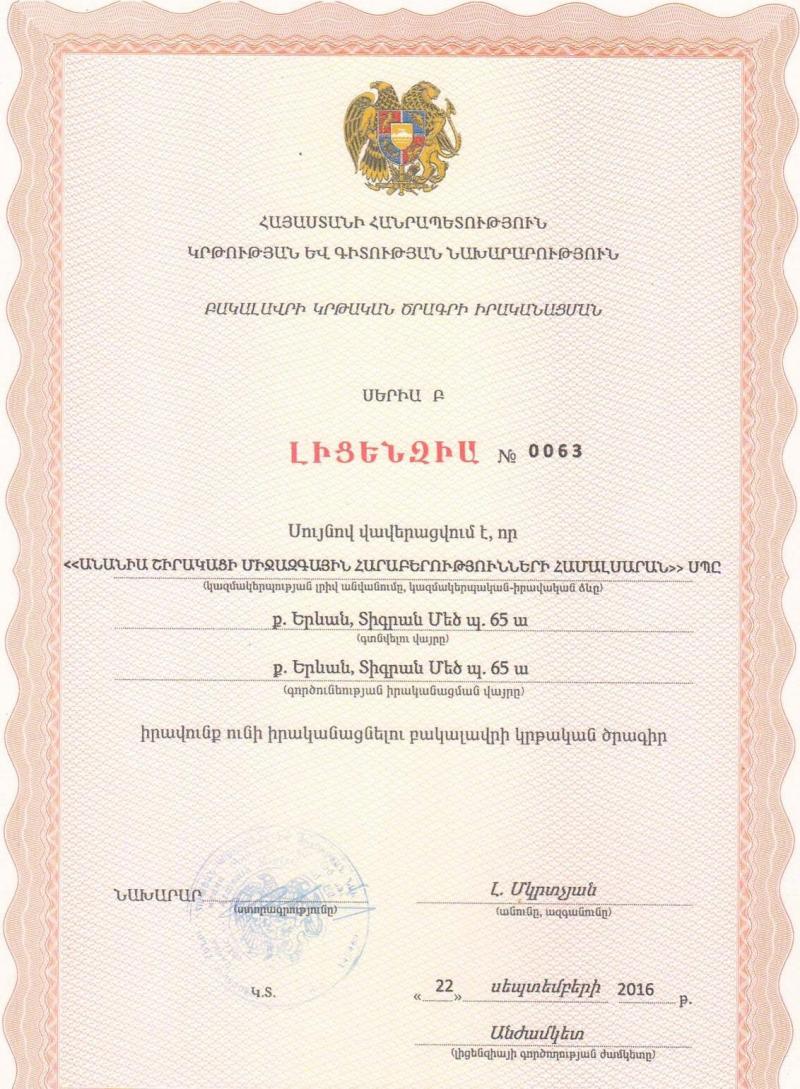 ՀԱՅԱՍՏԱՆԻ ՀԱՆՐԱՊԵՏՈՒԹՅՈՒՆ
ԿՐԹՈՒԹՅԱՆ ԵՎ ԳԻՏՈՒԹՅԱՆ ՆԱԽԱՐԱՐՈՒԹՅՈՒՆ
ԲԱԿԱԼԱՎՐԻ ԿՐԹԱԿԱՆ ԾՐԱԳՐԻ ԻՐԱԿԱՆԱՑՄԱՆ
ՍԵՐԻԱ Բ
ԼԻՑԵՆԶԻԱ № 0063
Սույնով վավերացվում է, որ
<<ԱՆԱՆԻԱ ՇԻՐԱԿԱՑԻ ՄԻՋԱԶԳԱՅԻՆ ՀԱՐԱԲԵՐՈՒԹՅՈՒՆՆԵՐԻ ՀԱՄԱԼՍԱՐԱՆ>> ՍՊԸ
(կազմակերպության լրիվ անվանումը, կազմակերպական-իրավական ձևը)
ք. Երևան, Տիգրան Մեծ պ. 65 ա
(գտնվելու վայրը)
ք. Երևան, Տիգրան Մեծ պ. 65 ա
(գործունեության իրականացման վայրը)
իրավունք ունի իրականացնելու բակալավրի կրթական ծրագիր
ՆԱԽԱՐԱՐ Լ. Մկրտչյան
(ստորագրությունը) (անունը, ազգանունը)
Կ.Տ. « 22 » սեպտեմբերի 2016 թ.
Անժամկետ
(լիցենզիայի գործողության ժամկետը)